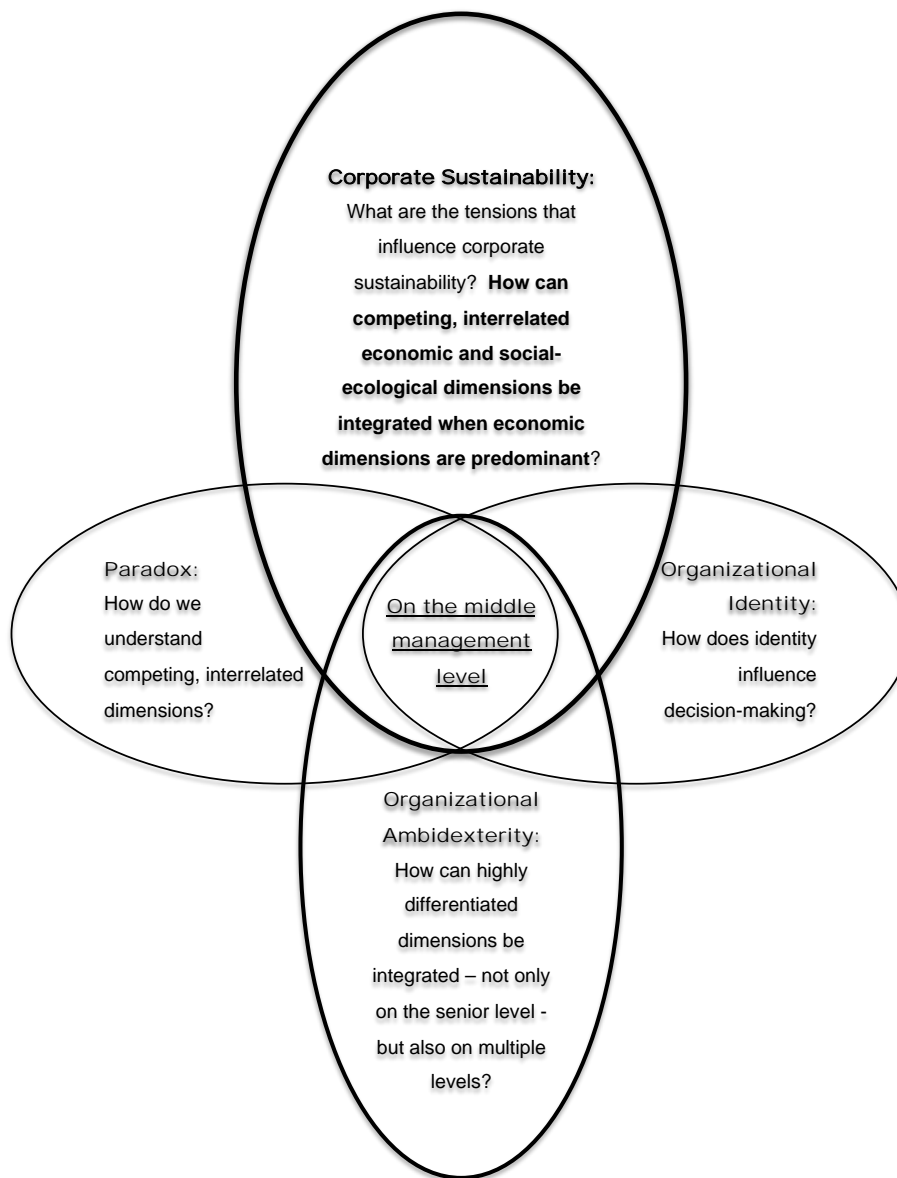 Corporate Sustainability:
What are the tensions that
influence corporate
sustainability?  How can
competing, interrelated
economic and social-
ecological dimensions be
integrated when economic
dimensions are predominant?
Paradox:
How do we
understand
competing, interrelated
dimensions?
On the middle
management
level
Organizational
Identity:
How does identity
influence
decision-making?
Organizational
Ambidexterity:
How can highly
differentiated
dimensions be
integrated – not only
on the senior level -
but also on multiple
levels?